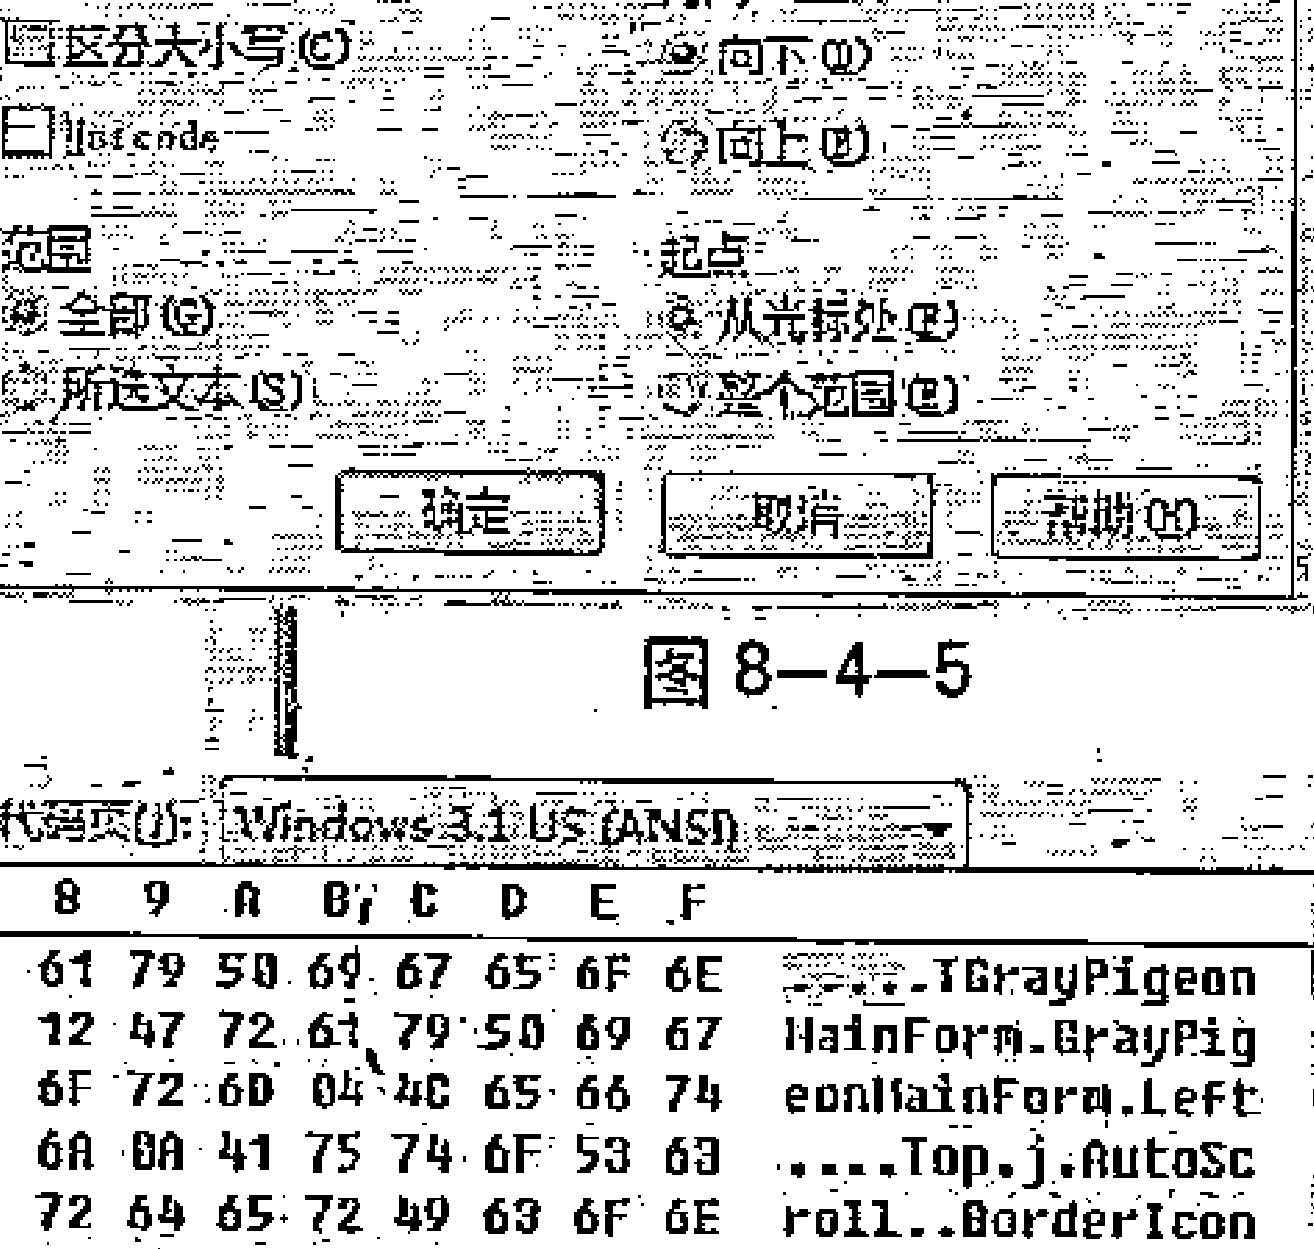 区分大小写(C) 向下(D)
Unicode 向上(P)
范围 起点
全部(G) 从光标处(F)
所选文本(S) 整个范围(E)
确定 取消 帮助(H)
图 8—4—5
代码页(J): Windows 3.1 US (ANSI)
8 9 A B C D E F
61 79 50 69 67 65 6F 6E .....TGrayPigeon
12 47 72 61 79 50 69 67 MainForm.GrayPig
6F 72 6D 04 4C 65 66 74 eonMainForm.Left
6A 0A 41 75 74 6F 53 63 ....Top.j.AutoSc
72 64 65 72 49 63 6F 6E roll..BorderIcon